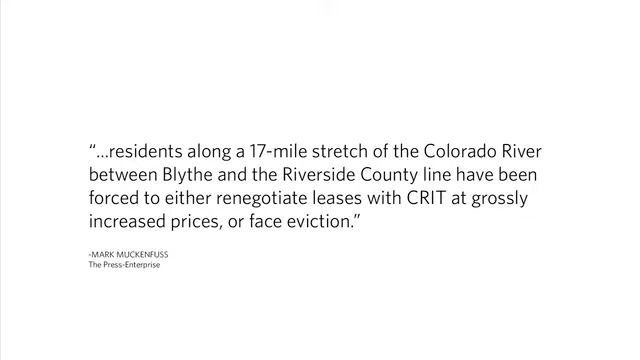 “...residents along a 17-mile stretch of the Colorado River
between Blythe and the Riverside County line have been
forced to either renegotiate leases with CRIT at grossly
increased prices, or face eviction.”
-MARK MUCKENFUSS
The Press-Enterprise